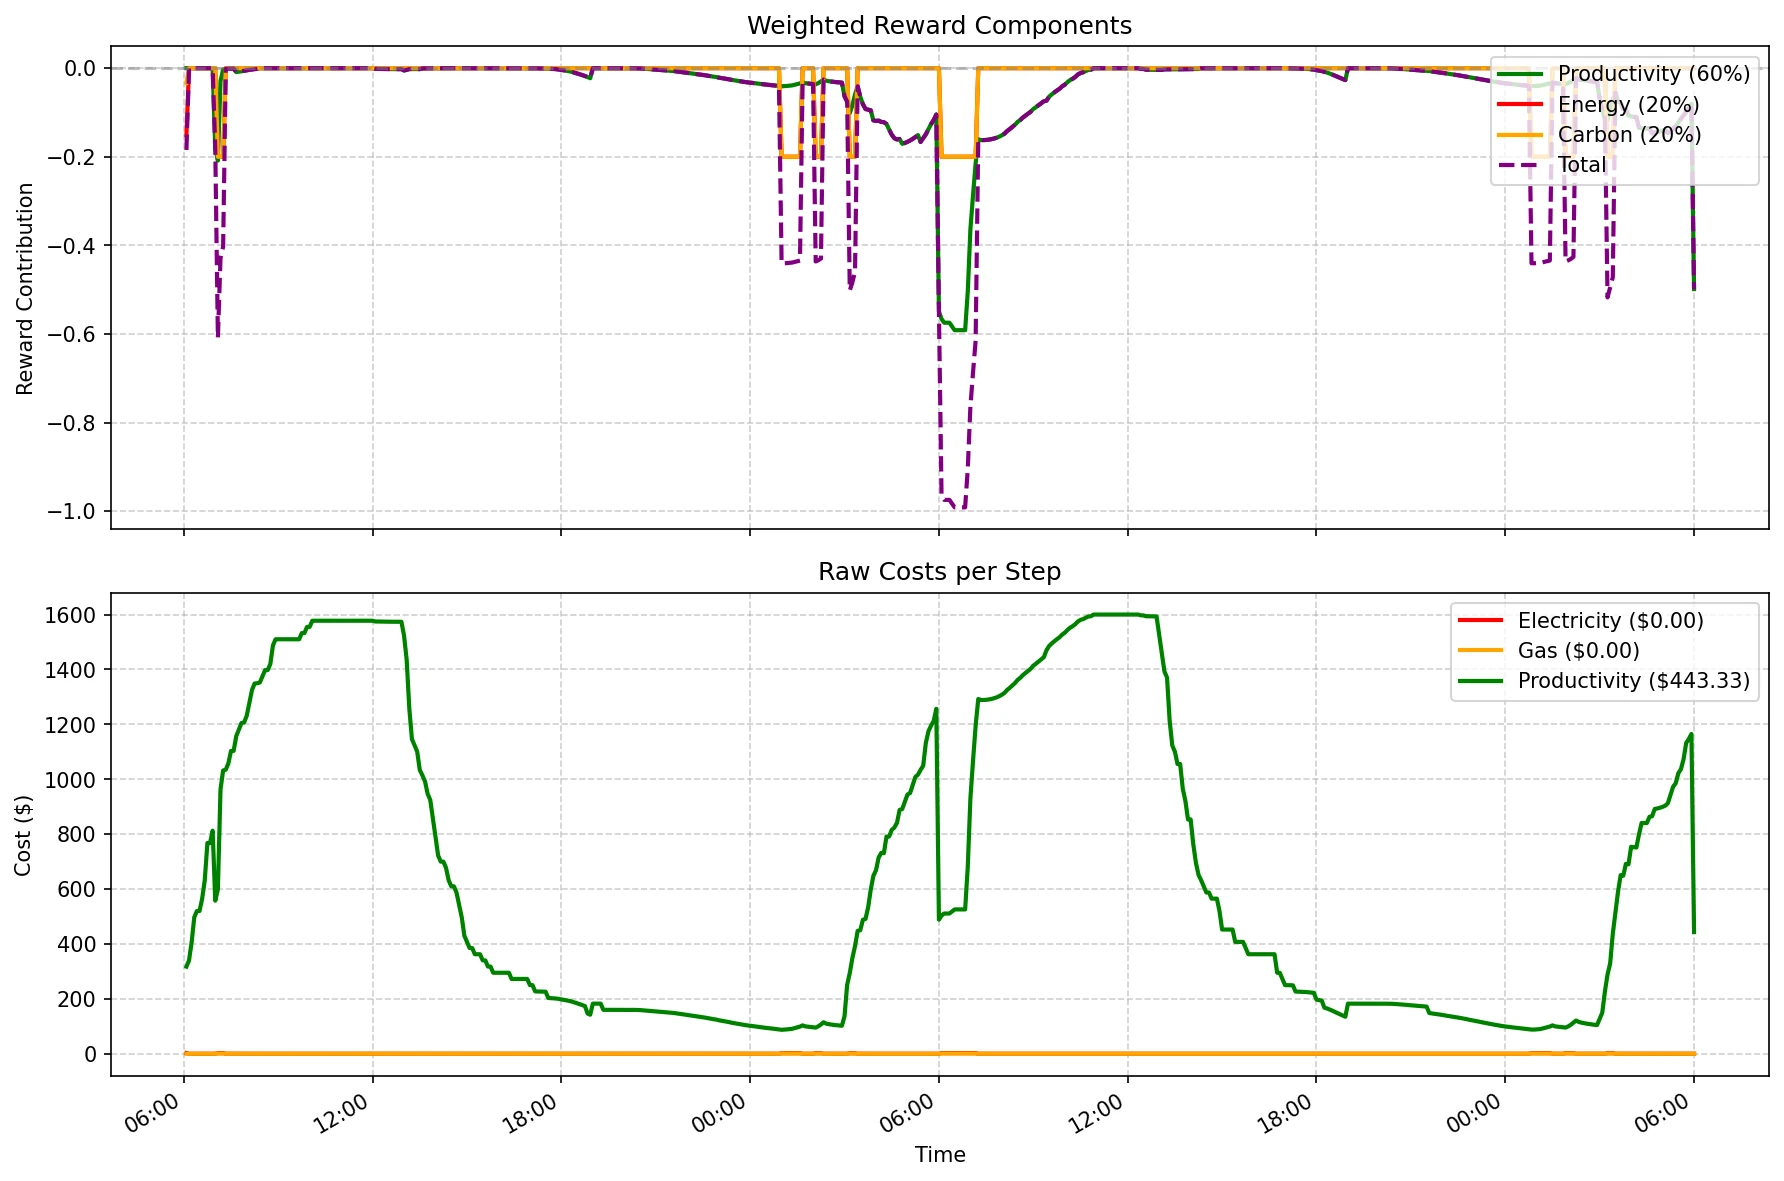 Weighted Reward Components
0.0
−0.2
−0.4
−0.6
−0.8
−1.0
Reward Contribution
Productivity (60%)
Energy (20%)
Carbon (20%)
Total
Raw Costs per Step
1600
1400
1200
1000
800
600
400
200
0
Cost ($)
Electricity ($0.00)
Gas ($0.00)
Productivity ($443.33)
06:00
12:00
18:00
00:00
06:00
12:00
18:00
00:00
06:00
Time